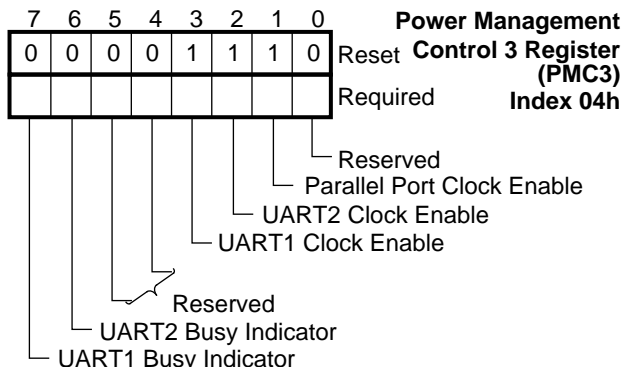 7 6 5 4 3 2 1 0
Power Management
Control 3 Register
(PMC3)
Index 04h
0 0 0 0 1 1 1 0 Reset
Required
Reserved
Parallel Port Clock Enable
UART2 Clock Enable
UART1 Clock Enable
Reserved
UART2 Busy Indicator
UART1 Busy Indicator